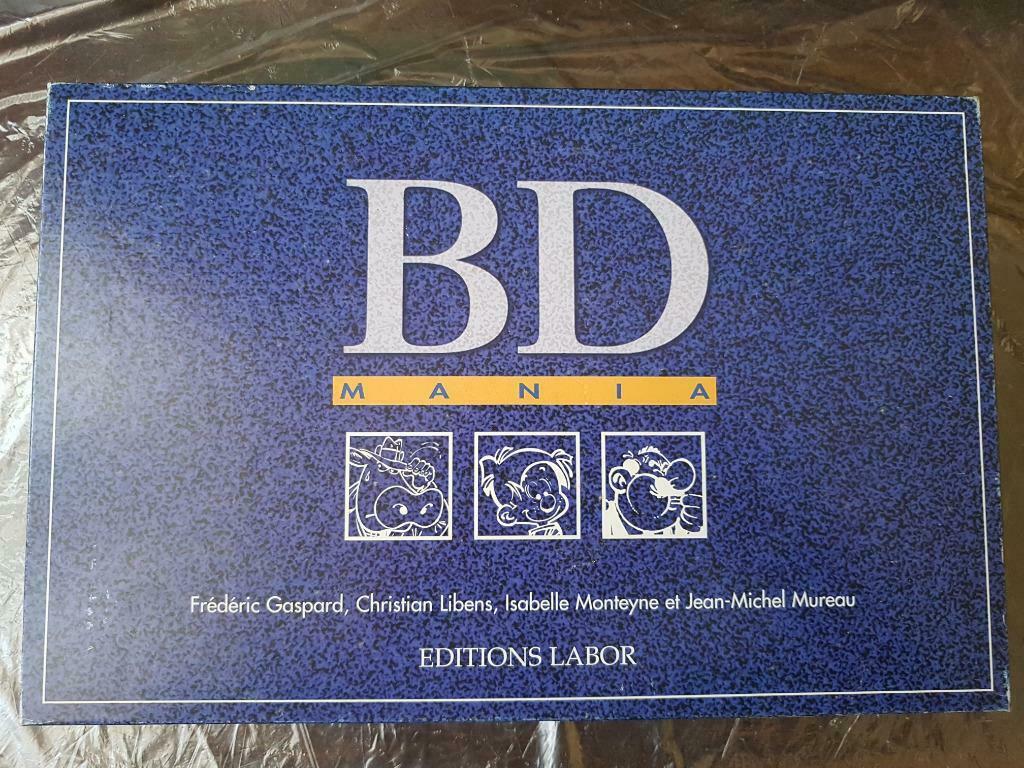 BD
MANIA
Frédéric Gaspard, Christian Libens, Isabelle Monteyne et Jean-Michel Mureau
EDITIONS LABOR